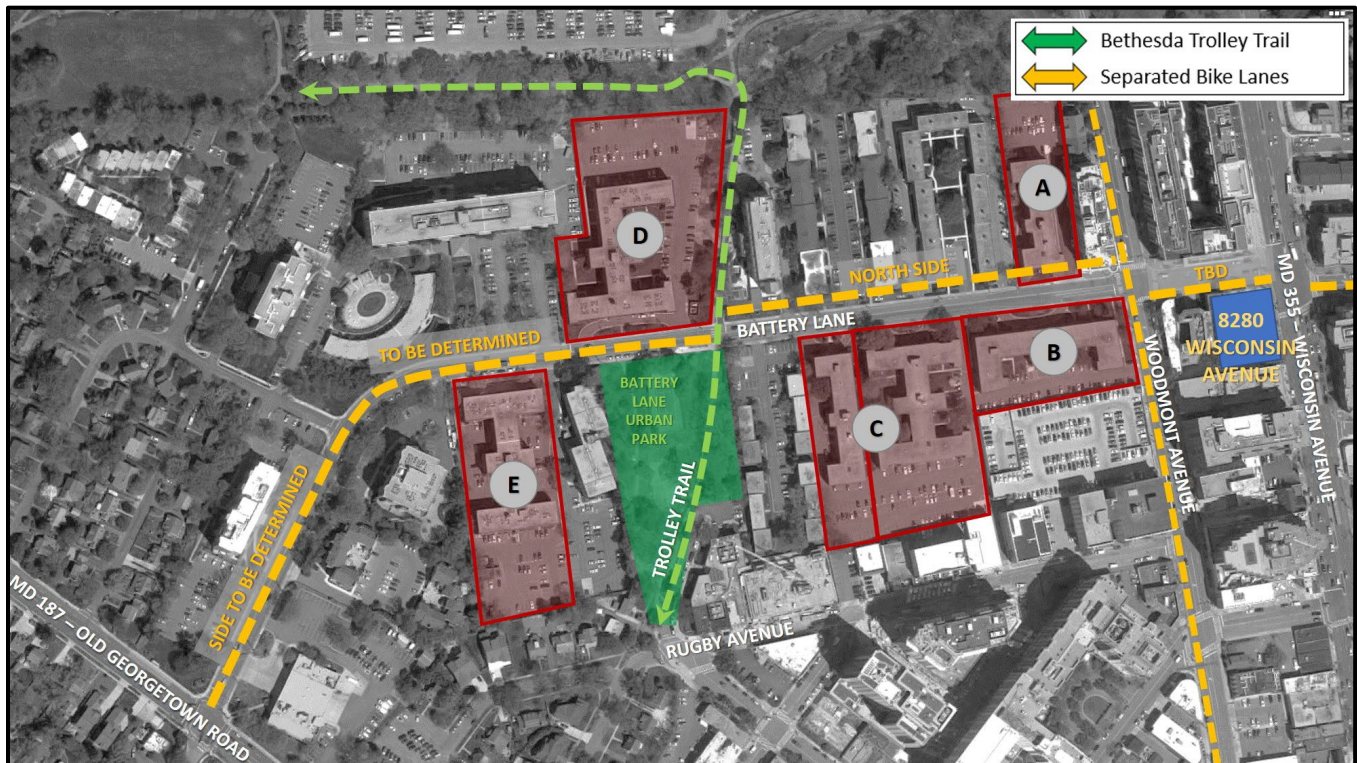 Bethesda Trolley Trail
Separated Bike Lanes
A
D
NORTH SIDE
TBD
MD 355 – WISCONSIN AVENUE
BATTERY LANE
TO BE DETERMINED
8280
WISCONSIN
AVENUE
B
WOODMONT AVENUE
BATTERY
LANE
URBAN
PARK
C
E
TROLLEY TRAIL
SIDE TO BE DETERMINED
MD 187 – OLD GEORGETOWN ROAD
RUGBY AVENUE